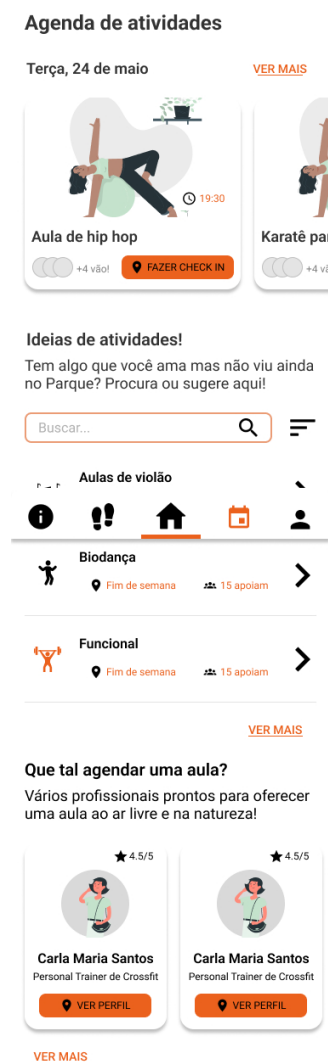 Agenda de atividades
Terça, 24 de maio
VER MAIS
19:30
Aula de hip hop
+4 vão!
FAZER CHECK IN
Karatê par
+4 vã
Ideias de atividades!
Tem algo que você ama mas não viu ainda
no Parque? Procura ou sugere aqui!
Buscar...
Aulas de violão
Biodança
Fim de semana
15 apoiam
Funcional
Fim de semana
15 apoiam
VER MAIS
Que tal agendar uma aula?
Vários profissionais prontos para oferecer
uma aula ao ar livre e na natureza!
4.5/5
Carla Maria Santos
Personal Trainer de Crossfit
VER PERFIL
4.5/5
Carla Maria Santos
Personal Trainer de Crossfit
VER PERFIL
VER MAIS